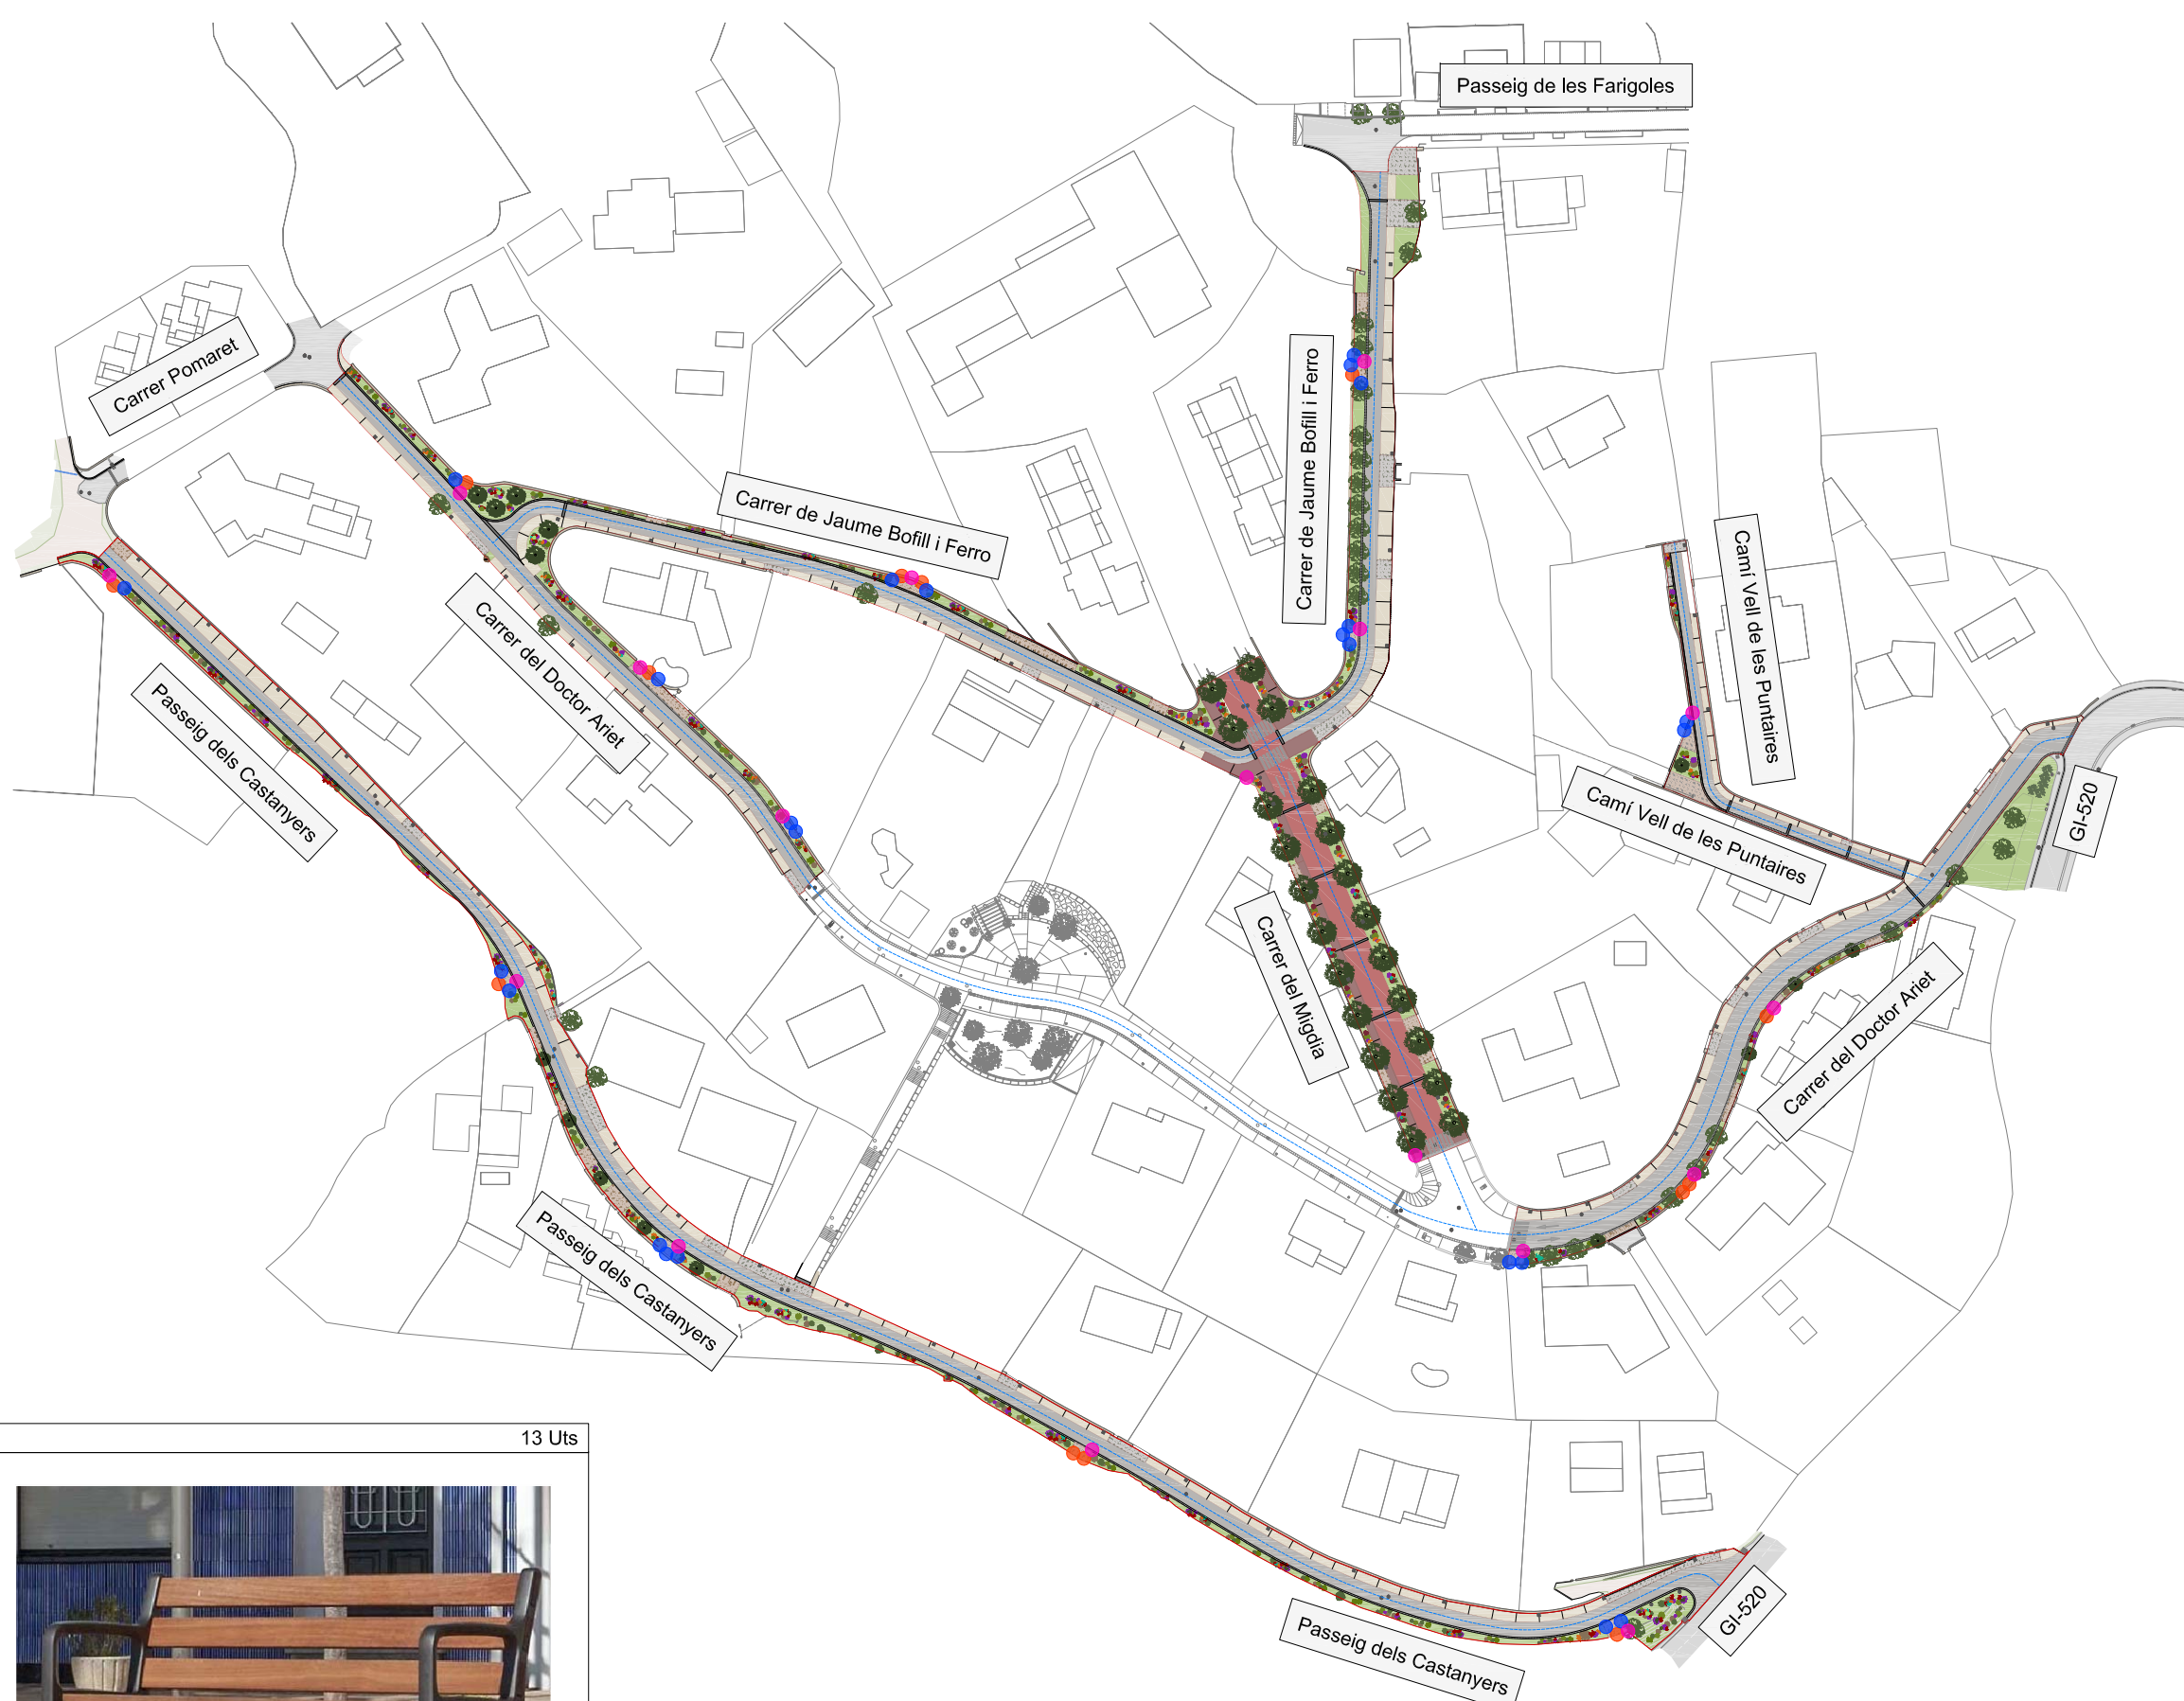 Passeig de les Farigoles
Carrer Pomaret
Carrer de Jaume Bofill i Ferro
Carrer de Jaume Bofill i Ferro
Camí Vell de les Puntaires
Carrer del Doctor Ariet
Passeig dels Castanyers
Camí Vell de les Puntaires
GI-520
Carrer del Migdia
Carrer del Doctor Ariet
Passeig dels Castanyers
13 Uts
GI-520
Passeig dels Castanyers